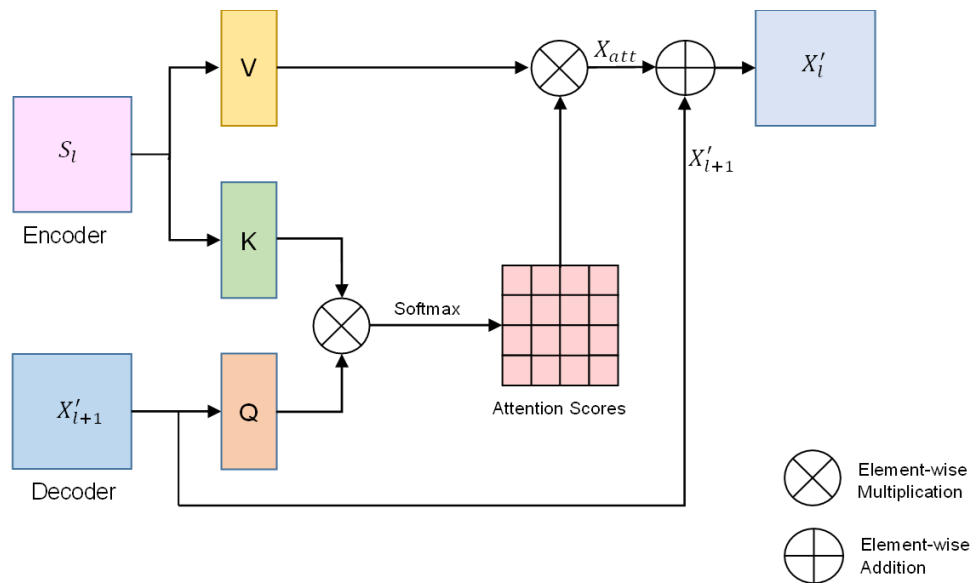 V
X_att
X'_l
S_l
X'_{l+1}
Encoder
K
Softmax
X'_{l+1}
Q
Attention Scores
Decoder
Element-wise
Multiplication
Element-wise
Addition